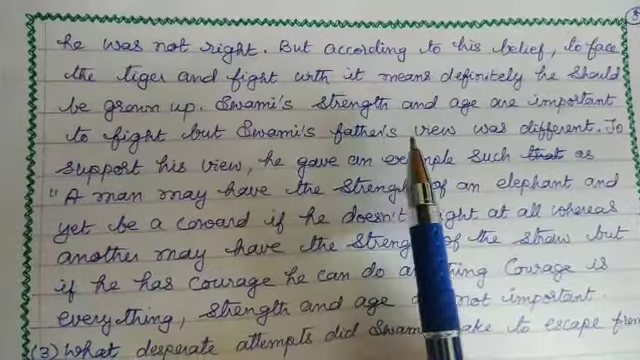 he was not right. But according to his belief, to face
the tiger and fight with it means definitely he should
be grown up. Swami's strength and age are important
to fight but Swami's father's view was different. To
support his view, he gave an example such as
"A man may have the strength of an elephant and
yet be a coward if he doesn't fight at all whereas
another may have the strength of the straw but
if he has courage he can do anything Courage is
everything, strength and age not important.
(3) What desperate attempts did Swami make to escape from